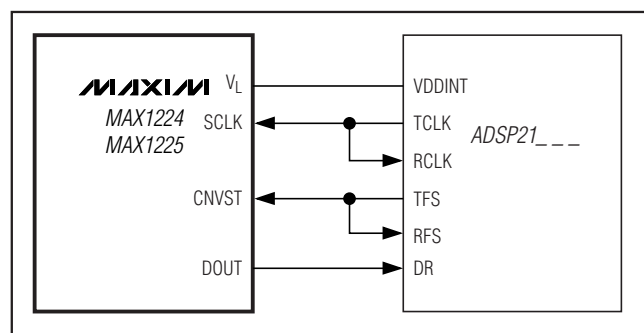 MAXIM
MAX1224
MAX1225
VL
SCLK
CNVST
DOUT
VDDINT
TCLK
RCLK
TFS
RFS
DR
ADSP21_ _ _